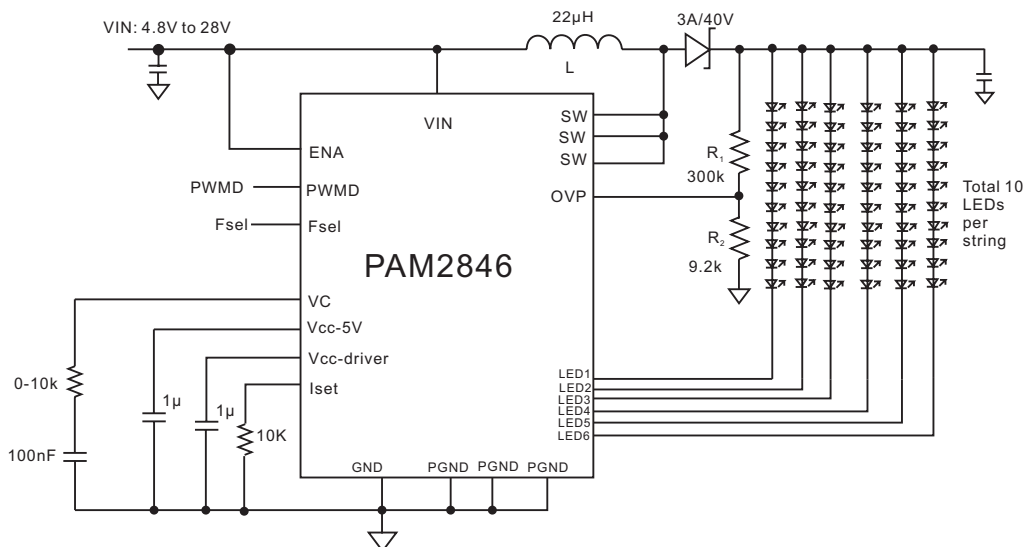 VIN: 4.8V to 28V
22µH
3A/40V
L
VIN
SW
SW
SW
ENA
PWMD
PWMD
Fsel
Fsel
OVP
R1
300k
R2
9.2k
Total 10
LEDs
per
string
PAM2846
VC
Vcc-5V
Vcc-driver
Iset
LED1
LED2
LED3
LED4
LED5
LED6
0-10k
1µ
1µ
10K
100nF
GND
PGND
PGND
PGND